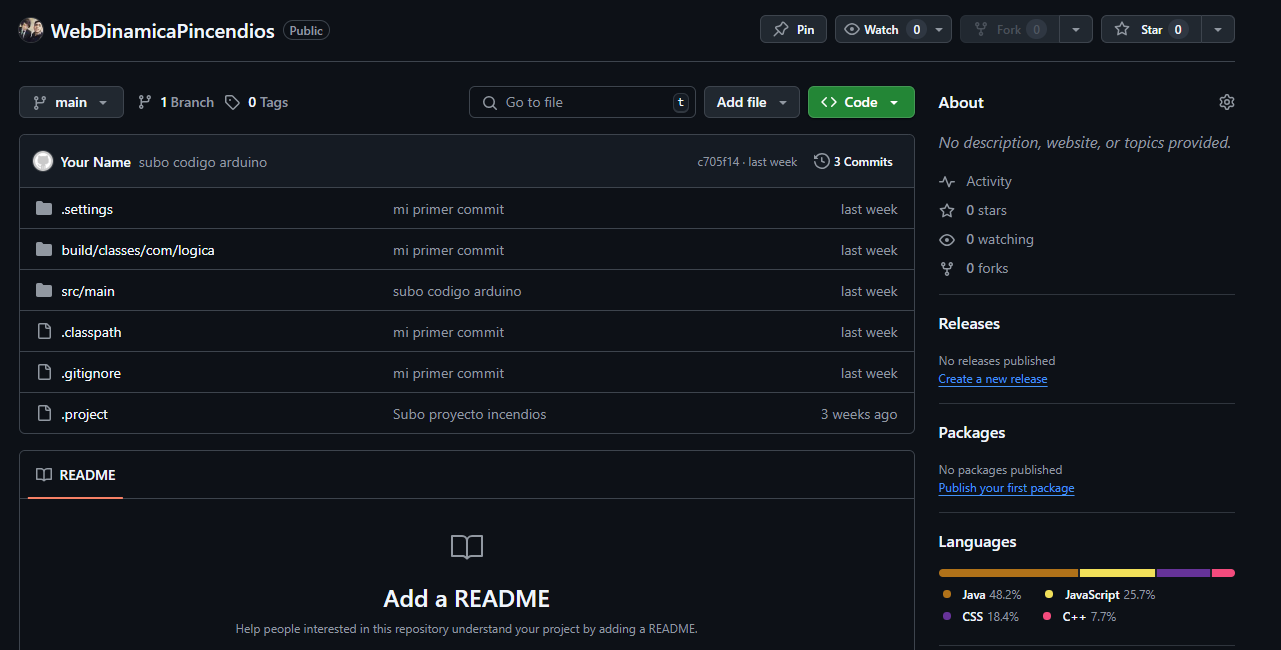 WebDinamicaPincendios Public Pin Watch 0 Fork 0 Star 0
main 1 Branch 0 Tags Go to file t Add file Code
Your Name subo codigo arduino c705f14 · last week 3 Commits
.settings mi primer commit last week
build/classes/com/logica mi primer commit last week
src/main subo codigo arduino last week
.classpath mi primer commit last week
.gitignore mi primer commit last week
.project Subo proyecto incendios 3 weeks ago
README
Add a README
Help people interested in this repository understand your project by adding a README.
About
No description, website, or topics provided.
Activity
0 stars
0 watching
0 forks
Releases
No releases published
Create a new release
Packages
No packages published
Publish your first package
Languages
Java 48.2% JavaScript 25.7%
CSS 18.4% C++ 7.7%